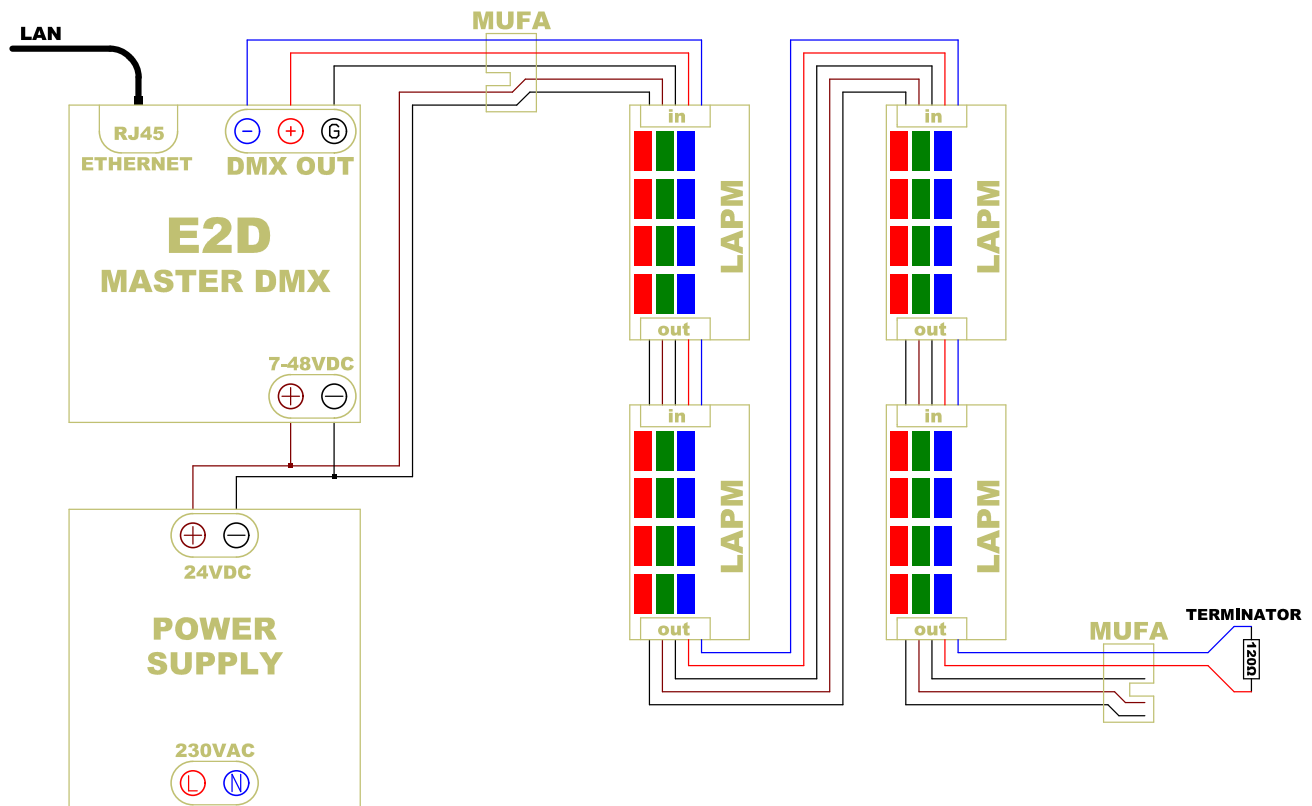 LAN
MUFA
RJ45
ETHERNET
− + G
DMX OUT
E2D
MASTER DMX
7-48VDC
+ −
+ −
24VDC
POWER
SUPPLY
230VAC
L N
in
LAPM
out
in
LAPM
out
in
LAPM
out
in
LAPM
out
MUFA
TERMINATOR
120Ω